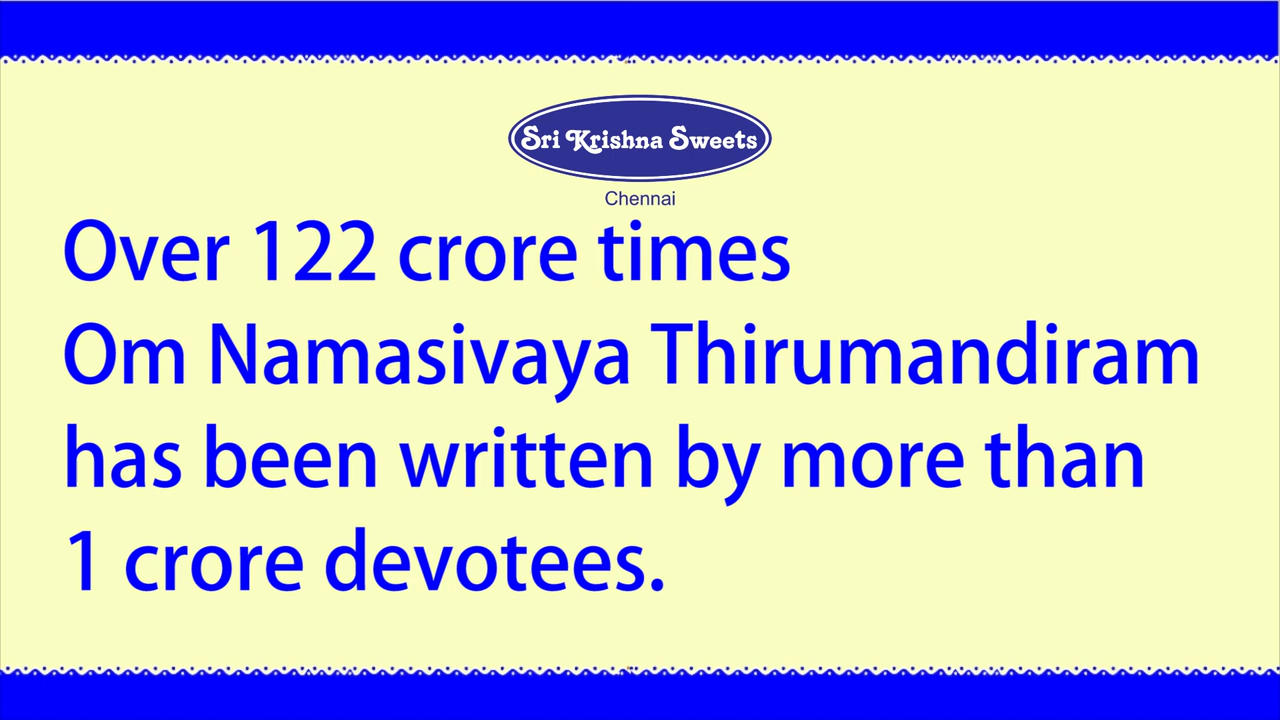 Sri Krishna Sweets
Chennai
Over 122 crore times
Om Namasivaya Thirumandiram
has been written by more than
1 crore devotees.